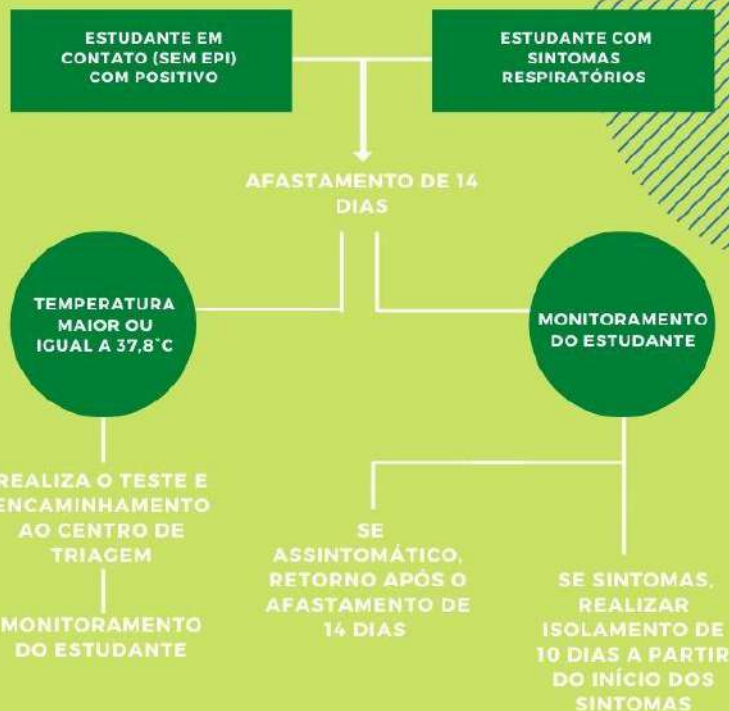 ESTUDANTE EM
CONTATO (SEM EPI)
COM POSITIVO
ESTUDANTE COM
SINTOMAS
RESPIRATÓRIOS
AFASTAMENTO DE 14
DIAS
TEMPERATURA
MAIOR OU
IGUAL A 37,8°C
MONITORAMENTO
DO ESTUDANTE
REALIZA O TESTE E
ENCAMINHAMENTO
AO CENTRO DE
TRIAGEM
MONITORAMENTO
DO ESTUDANTE
SE
ASSINTOMÁTICO,
RETORNO APÓS O
AFASTAMENTO DE
14 DIAS
SE SINTOMAS,
REALIZAR
ISOLAMENTO DE
10 DIAS A PARTIR
DO INÍCIO DOS
SINTOMAS